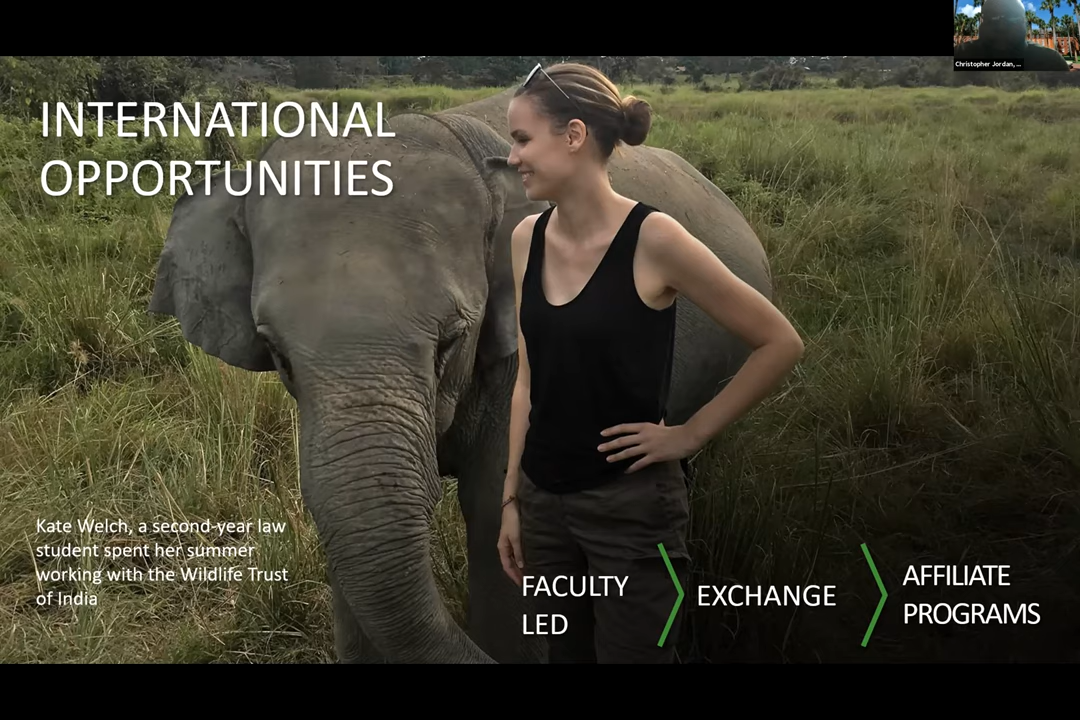 Christopher Jordan, ...
INTERNATIONAL
OPPORTUNITIES
Kate Welch, a second-year law
student spent her summer
working with the Wildlife Trust
of India
FACULTY
LED
EXCHANGE
AFFILIATE
PROGRAMS